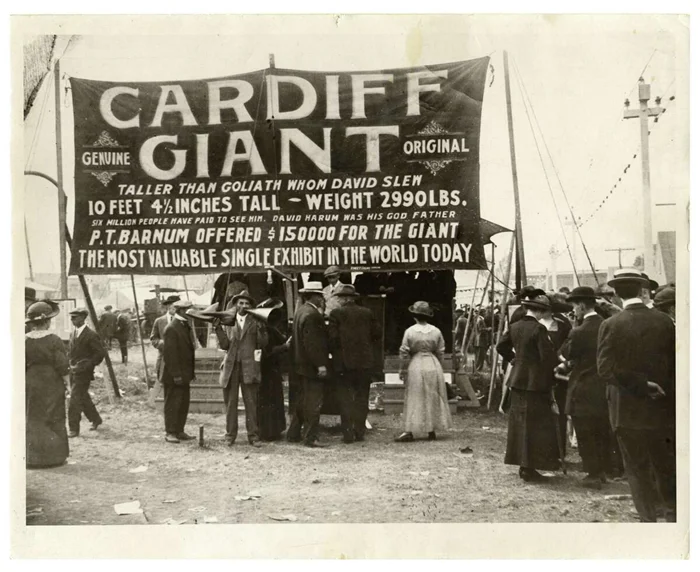 CARDIFF
GIANT
GENUINE
ORIGINAL
TALLER THAN GOLIATH WHOM DAVID SLEW
10 FEET 4½ INCHES TALL - WEIGHT 2990 LBS.
SIX MILLION PEOPLE HAVE PAID TO SEE HIM. DAVID HARUM WAS HIS GOD FATHER
P.T. BARNUM OFFERED $150000 FOR THE GIANT
THE MOST VALUABLE SINGLE EXHIBIT IN THE WORLD TODAY